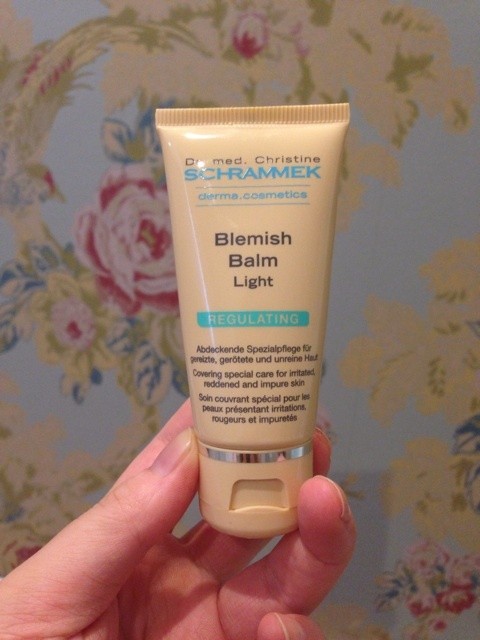 Dr. med. Christine
SCHRAMMEK
derma.cosmetics
Blemish
Balm
Light
REGULATING
Abdeckende Spezialpflege für
gereizte, gerötete und unreine Haut
Covering special care for irritated,
reddened and impure skin
Soin couvrant spécial pour les
peaux présentant irritations,
rougeurs et impuretés